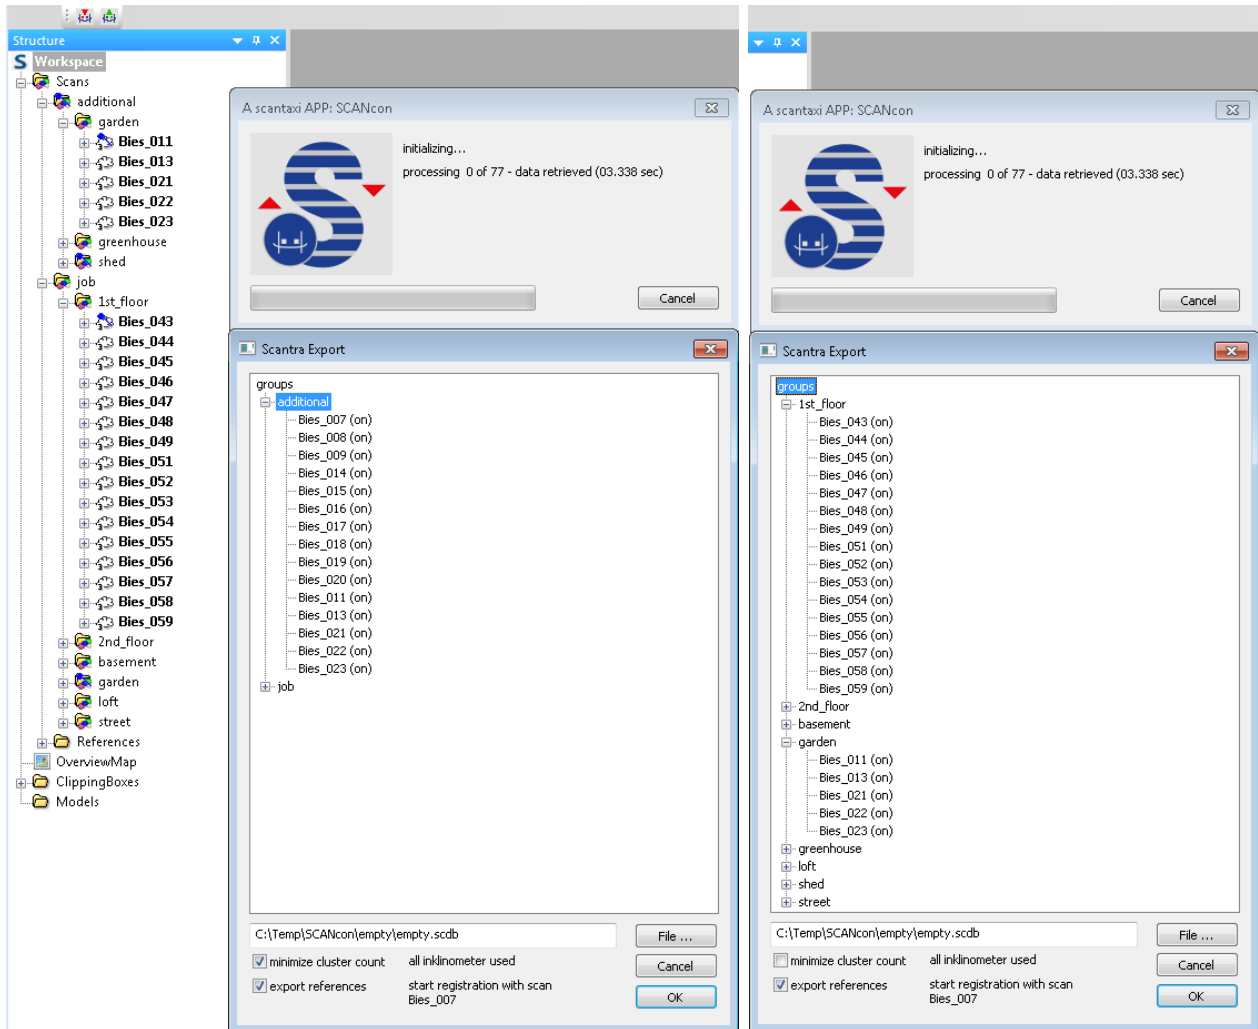 Structure
Workspace
Scans
additional
garden
Bies_011
Bies_013
Bies_021
Bies_022
Bies_023
greenhouse
shed
job
1st_floor
Bies_043
Bies_044
Bies_045
Bies_046
Bies_047
Bies_048
Bies_049
Bies_051
Bies_052
Bies_053
Bies_054
Bies_055
Bies_056
Bies_057
Bies_058
Bies_059
2nd_floor
basement
garden
loft
street
References
OverviewMap
ClippingBoxes
Models
A scantaxi APP: SCANcon
initializing...
processing 0 of 77 - data retrieved (03.338 sec)
Cancel
Scantra Export
groups
additional
Bies_007 (on)
Bies_008 (on)
Bies_009 (on)
Bies_014 (on)
Bies_015 (on)
Bies_016 (on)
Bies_017 (on)
Bies_018 (on)
Bies_019 (on)
Bies_020 (on)
Bies_011 (on)
Bies_013 (on)
Bies_021 (on)
Bies_022 (on)
Bies_023 (on)
job
C:\Temp\SCANcon\empty\empty.scdb
File ...
minimize cluster count
all inklinometer used
Cancel
export references
start registration with scan
Bies_007
OK
A scantaxi APP: SCANcon
initializing...
processing 0 of 77 - data retrieved (03.338 sec)
Cancel
Scantra Export
groups
1st_floor
Bies_043 (on)
Bies_044 (on)
Bies_045 (on)
Bies_046 (on)
Bies_047 (on)
Bies_048 (on)
Bies_049 (on)
Bies_051 (on)
Bies_052 (on)
Bies_053 (on)
Bies_054 (on)
Bies_055 (on)
Bies_056 (on)
Bies_057 (on)
Bies_058 (on)
Bies_059 (on)
2nd_floor
basement
garden
Bies_011 (on)
Bies_013 (on)
Bies_021 (on)
Bies_022 (on)
Bies_023 (on)
greenhouse
loft
shed
street
C:\Temp\SCANcon\empty\empty.scdb
File ...
minimize cluster count
all inklinometer used
Cancel
export references
start registration with scan
Bies_007
OK